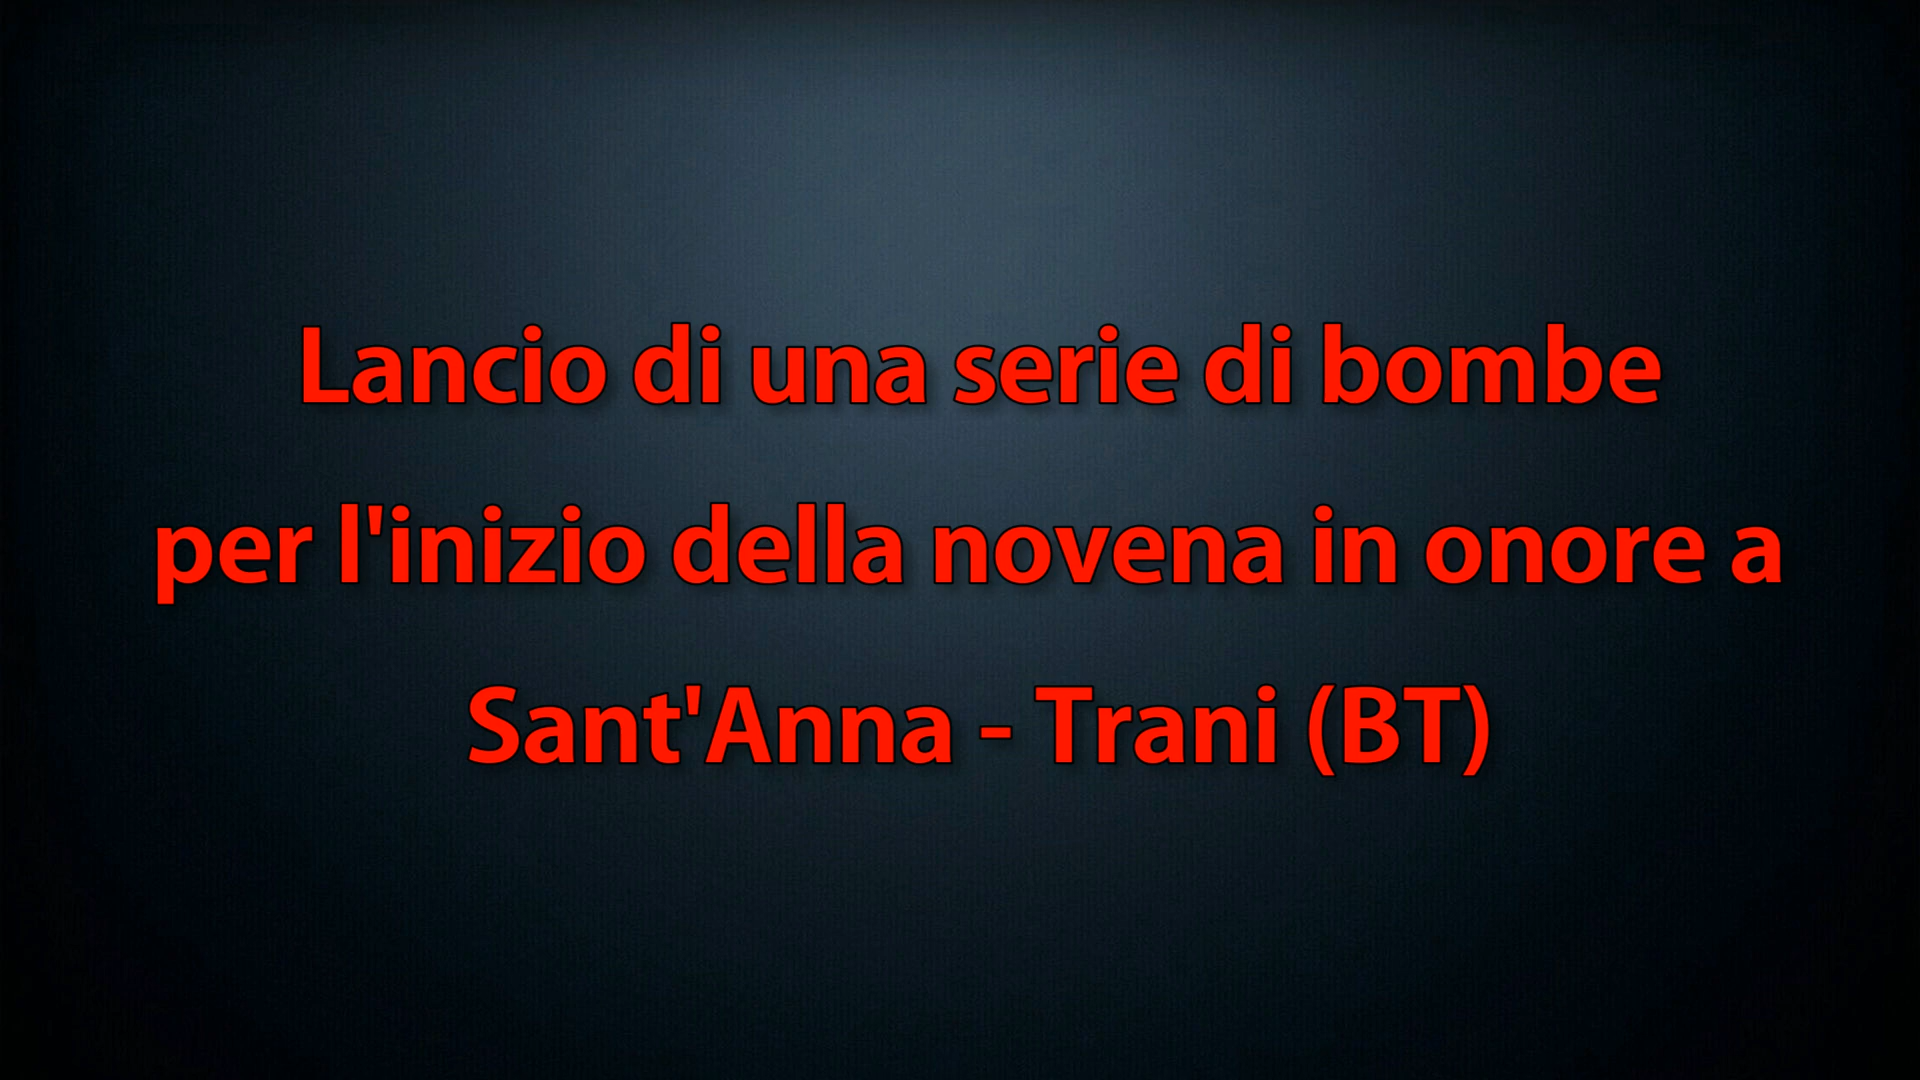 Lancio di una serie di bombe
per l'inizio della novena in onore a
Sant'Anna - Trani (BT)